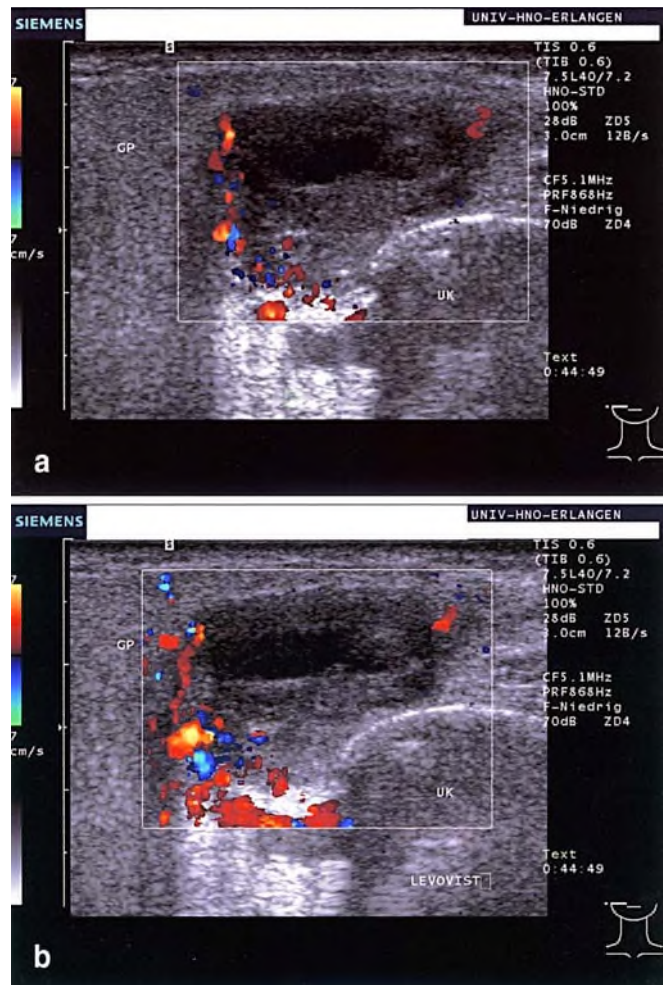 SIEMENS
UNIV-HNO-ERLANGEN
S
TIS 0.6
(TIB 0.6)
7.5L40/7.2
HNO-STD
100%
28dB ZD5
3.0cm 12B/s
GP
CF5.1MHz
PRF868Hz
F-Niedrig
70dB ZD4
7
cm/s
UK
Text
0:44:49
a
SIEMENS
UNIV-HNO-ERLANGEN
S
TIS 0.6
(TIB 0.6)
7.5L40/7.2
HNO-STD
100%
28dB ZD5
3.0cm 12B/s
GP
CF5.1MHz
PRF868Hz
F-Niedrig
70dB ZD4
7
cm/s
UK
Text
0:44:49
LEVOVIST
b